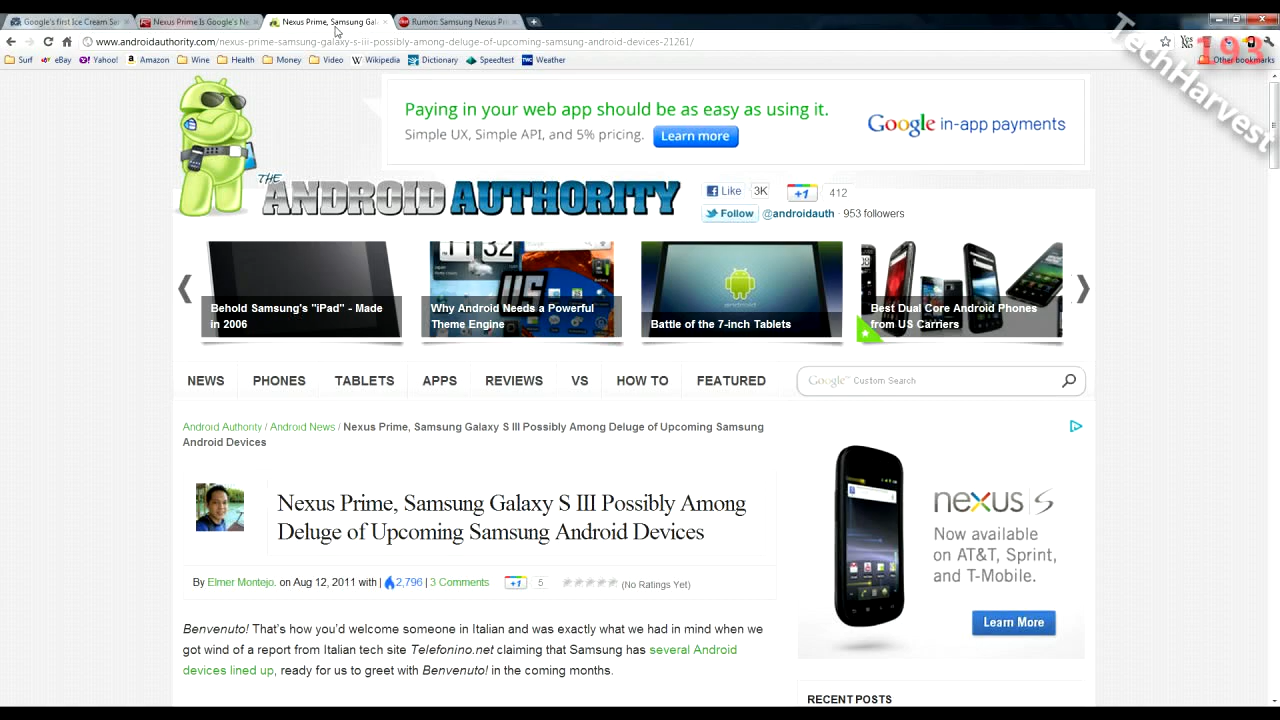 Google's first Ice Cream Sa
Nexus Prime Is Google's Ne
Nexus Prime, Samsung Gal
Rumor: Samsung Nexus Pri
www.androidauthority.com/nexus-prime-samsung-galaxy-s-iii-possibly-among-deluge-of-upcoming-samsung-android-devices-21261/
Surf eBay Yahoo! Amazon Wine Health Money Video Wikipedia Dictionary Speedtest Weather Other bookmarks
193
TechHarvest
Paying in your web app should be as easy as using it.
Simple UX, Simple API, and 5% pricing. Learn more
Google in-app payments
THE ANDROID AUTHORITY
Like 3K +1 412
Follow @androidauth · 953 followers
Behold Samsung's "iPad" - Made
in 2006
Why Android Needs a Powerful
Theme Engine
Battle of the 7-inch Tablets
Best Dual Core Android Phones
from US Carriers
NEWS PHONES TABLETS APPS REVIEWS VS HOW TO FEATURED
Google™ Custom Search
Android Authority / Android News / Nexus Prime, Samsung Galaxy S III Possibly Among Deluge of Upcoming Samsung
Android Devices
Nexus Prime, Samsung Galaxy S III Possibly Among
Deluge of Upcoming Samsung Android Devices
By Elmer Montejo. on Aug 12, 2011 with | 2,796 | 3 Comments +1 5 (No Ratings Yet)
Benvenuto! That's how you'd welcome someone in Italian and was exactly what we had in mind when we
got wind of a report from Italian tech site Telefonino.net claiming that Samsung has several Android
devices lined up, ready for us to greet with Benvenuto! in the coming months.
nexus S
Now available
on AT&T, Sprint,
and T-Mobile.
Learn More
RECENT POSTS